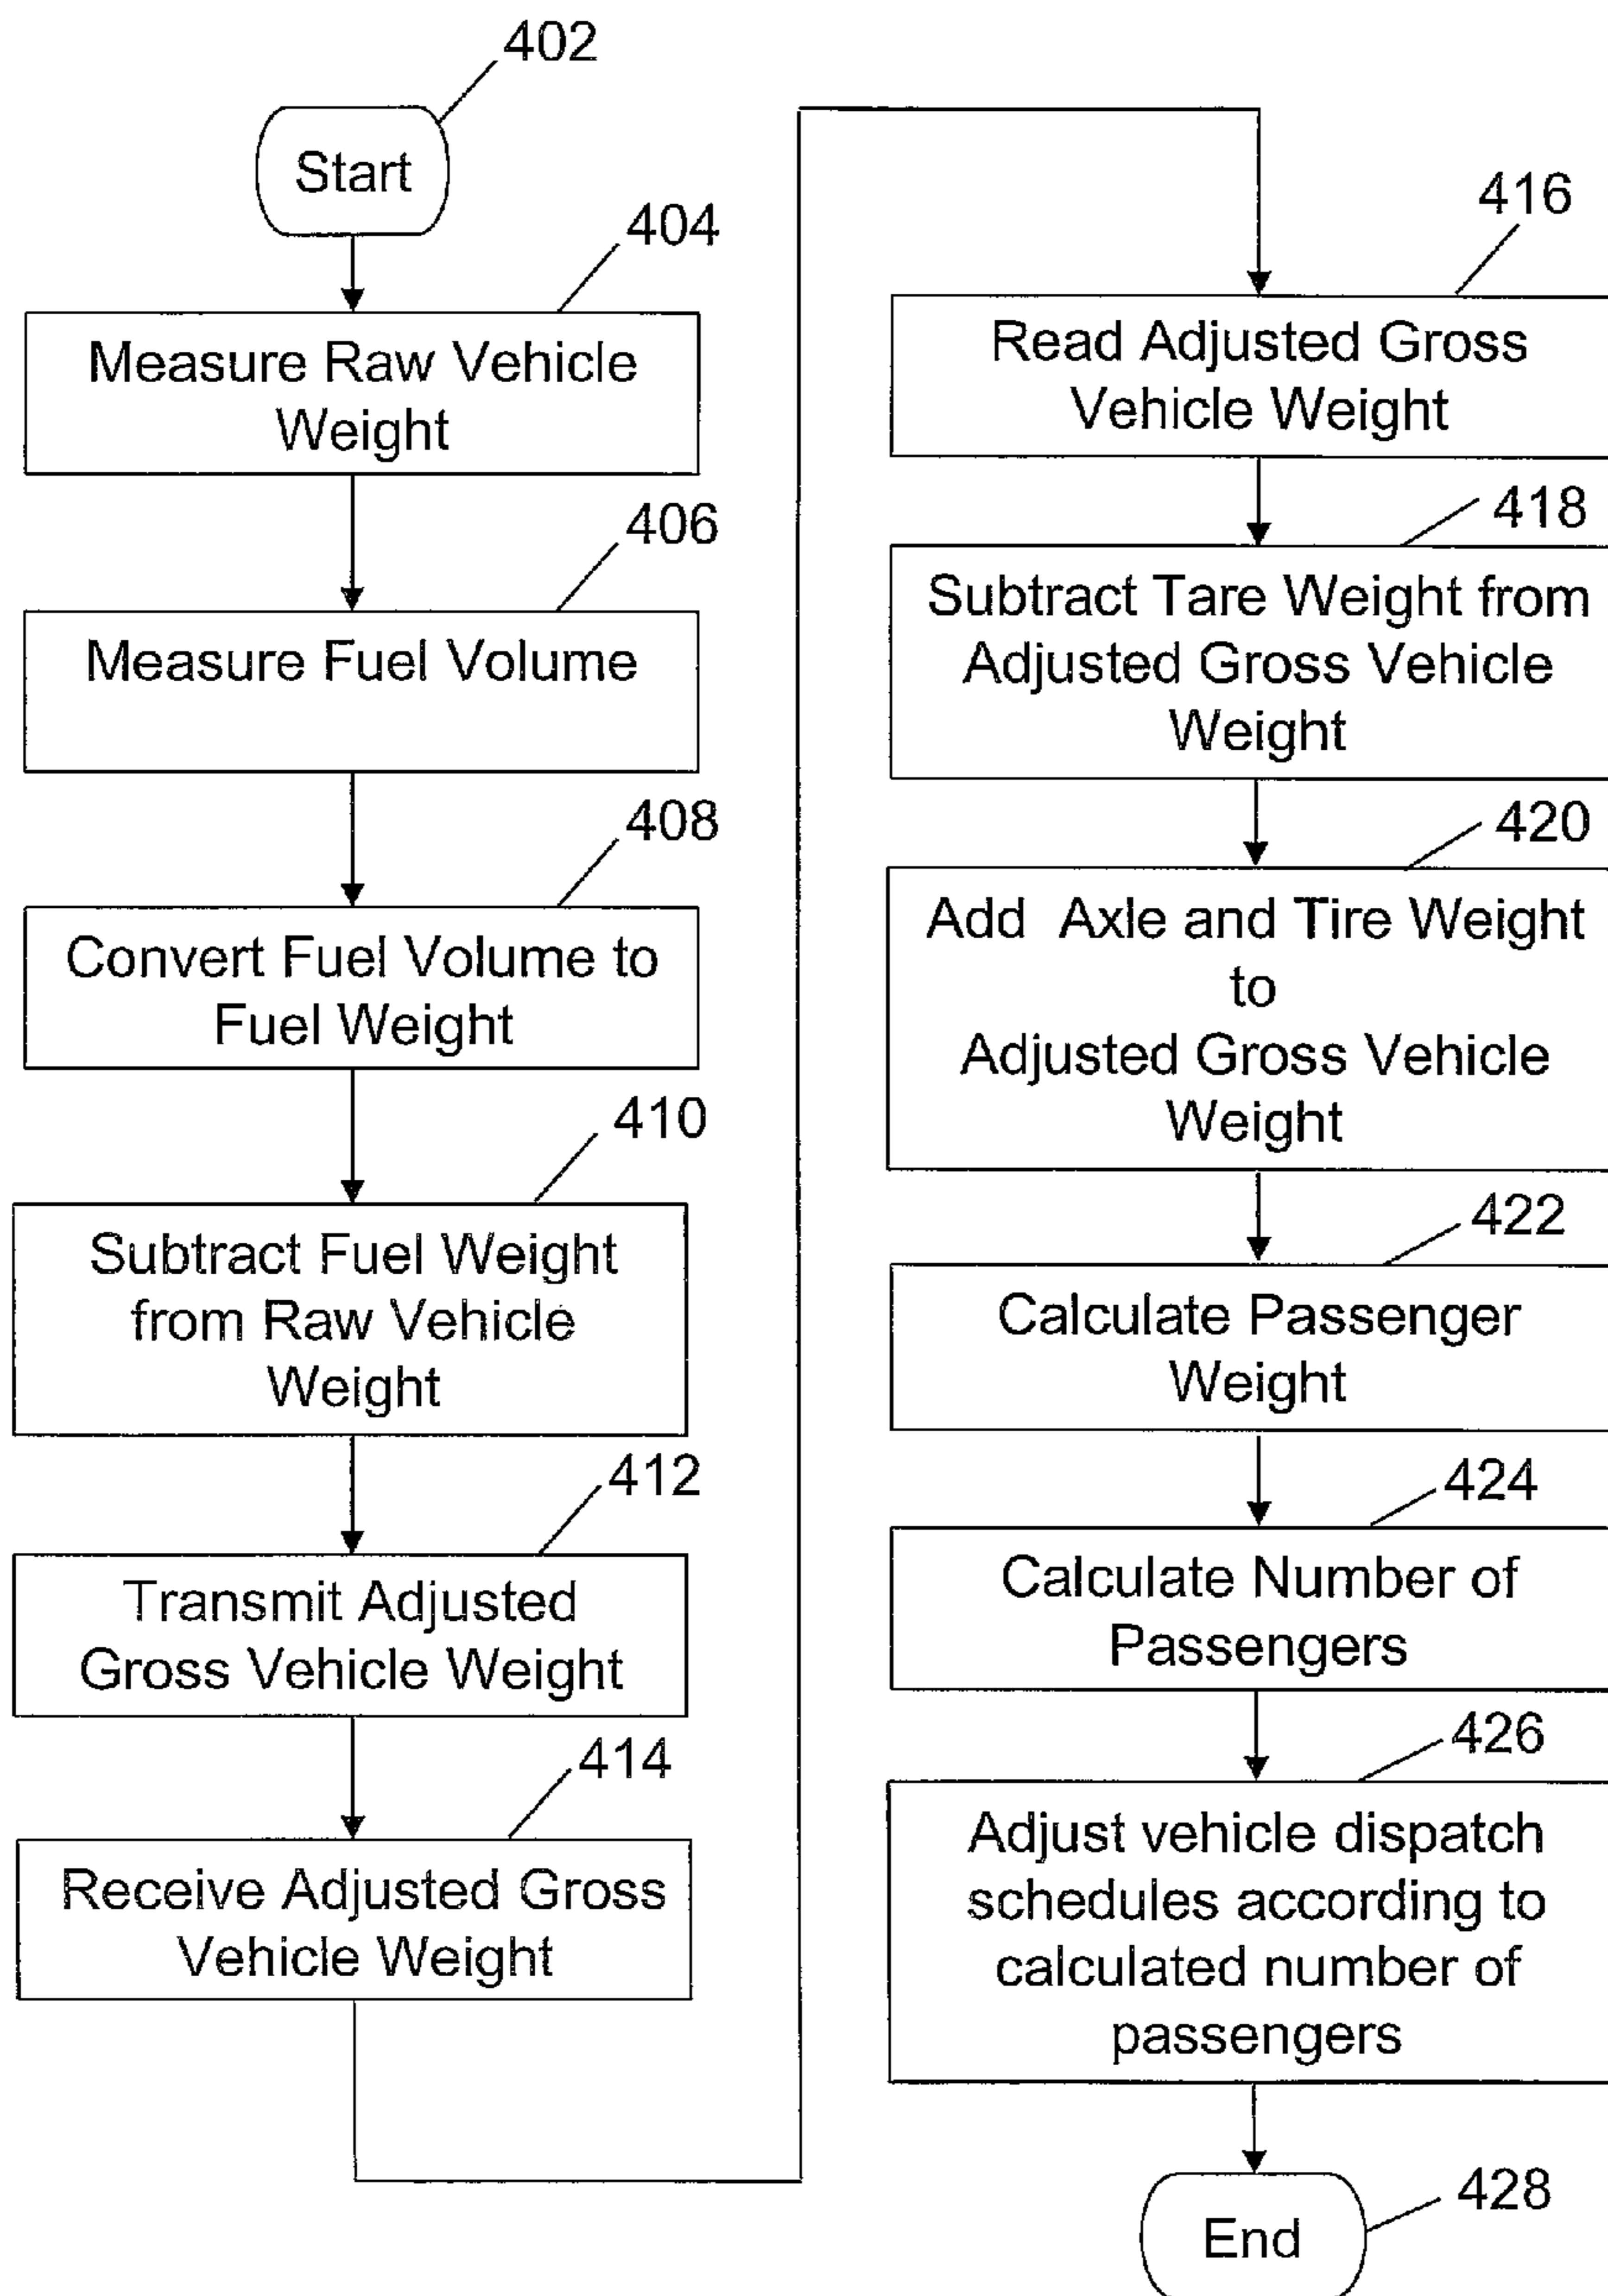 402
Start
404
Measure Raw Vehicle
Weight
406
Measure Fuel Volume
408
Convert Fuel Volume to
Fuel Weight
410
Subtract Fuel Weight
from Raw Vehicle
Weight
412
Transmit Adjusted
Gross Vehicle Weight
414
Receive Adjusted Gross
Vehicle Weight
416
Read Adjusted Gross
Vehicle Weight
418
Subtract Tare Weight from
Adjusted Gross Vehicle
Weight
420
Add Axle and Tire Weight
to
Adjusted Gross Vehicle
Weight
422
Calculate Passenger
Weight
424
Calculate Number of
Passengers
426
Adjust vehicle dispatch
schedules according to
calculated number of
passengers
428
End